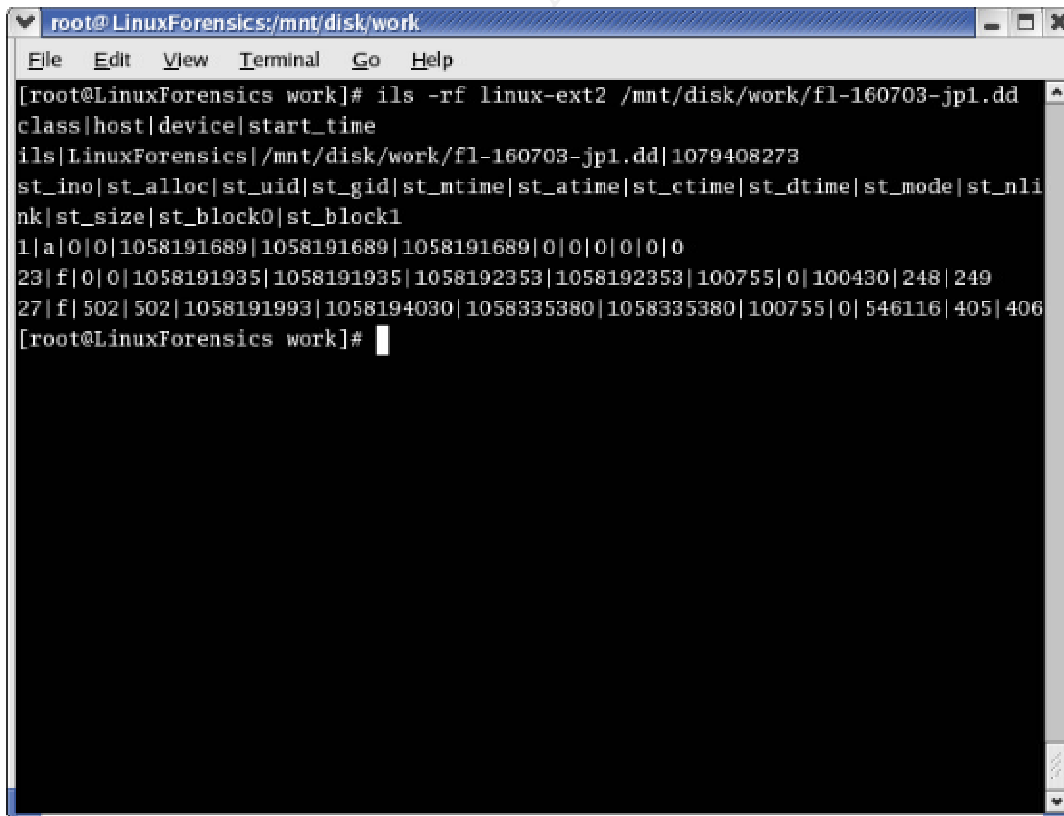 root@LinuxForensics:/mnt/disk/work
File Edit View Terminal Go Help
[root@LinuxForensics work]# ils -rf linux-ext2 /mnt/disk/work/fl-160703-jp1.dd
class|host|device|start_time
ils|LinuxForensics|/mnt/disk/work/fl-160703-jp1.dd|1079408273
st_ino|st_alloc|st_uid|st_gid|st_mtime|st_atime|st_ctime|st_dtime|st_mode|st_nli
nk|st_size|st_block0|st_block1
1|a|0|0|1058191689|1058191689|1058191689|0|0|0|0|0|0
23|f|0|0|1058191935|1058191935|1058192353|1058192353|100755|0|100430|248|249
27|f|502|502|1058191993|1058194030|1058335380|1058335380|100755|0|546116|405|406
[root@LinuxForensics work]#